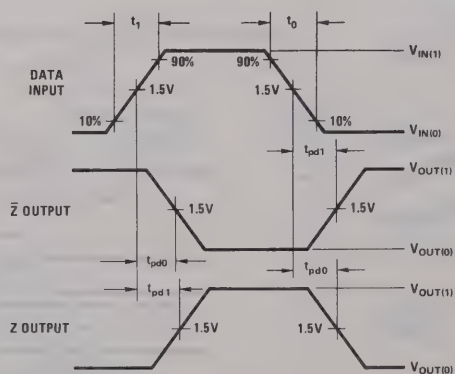 t1
t0
VIN(1)
90%
90%
DATA
INPUT
1.5V
1.5V
10%
10%
VIN(0)
tpd1
VOUT(1)
Z̄ OUTPUT
1.5V
1.5V
VOUT(0)
tpd0
tpd0
tpd1
VOUT(1)
Z OUTPUT
1.5V
1.5V
VOUT(0)